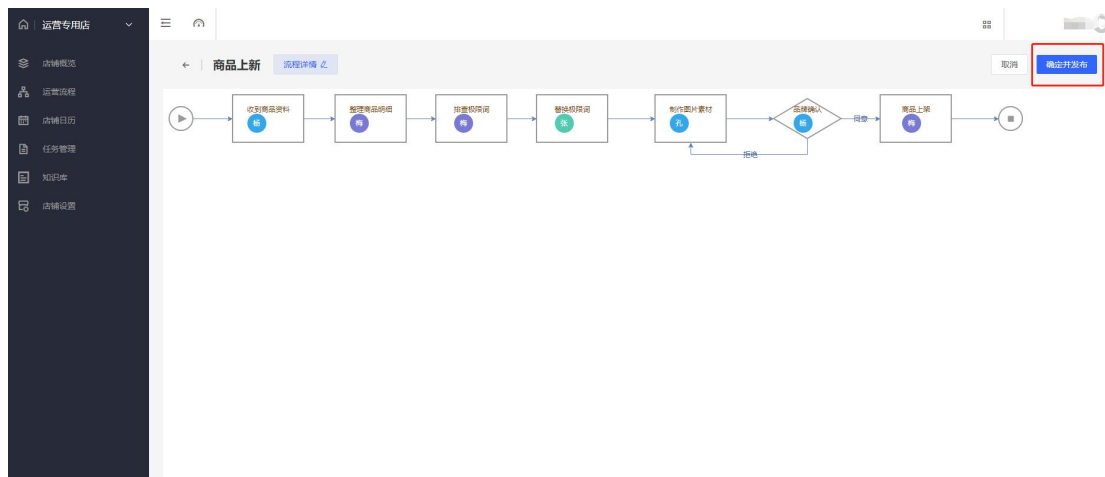 运营专用店
店铺概览
运营流程
店铺日历
任务管理
知识库
店铺设置
商品上新
流程详情
取消
确定并发布
收到商品资料
杨
整理商品明细
梅
排查极限词
梅
替换极限词
张
制作图片素材
孔
品牌确认
杨
同意
拒绝
商品上架
梅